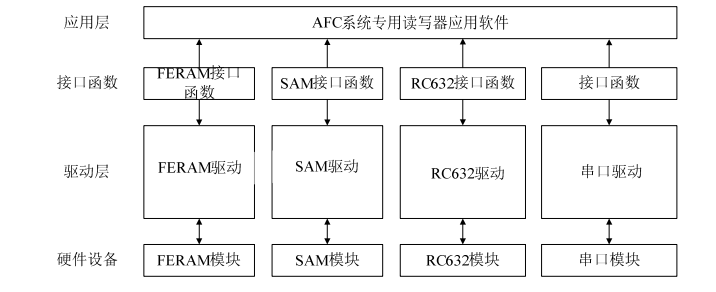 应用层
AFC系统专用读写器应用软件
接口函数
FERAM接口
函数
SAM接口函数
RC632接口函数
接口函数
驱动层
FERAM驱动
SAM驱动
RC632驱动
串口驱动
硬件设备
FERAM模块
SAM模块
RC632模块
串口模块